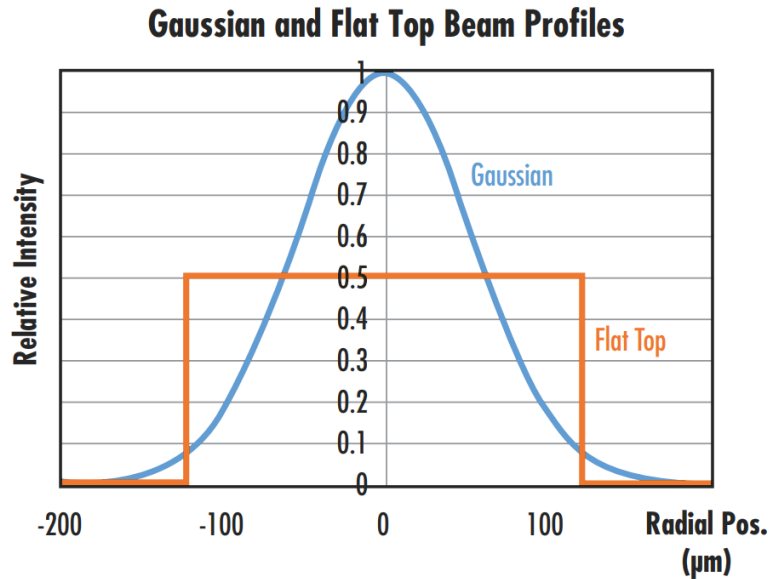 Gaussian and Flat Top Beam Profiles
1
0.9
0.8
Gaussian
0.7
0.6
Relative Intensity
0.5
0.4
Flat Top
0.3
0.2
0.1
0
-200 -100 0 100 Radial Pos.
(µm)